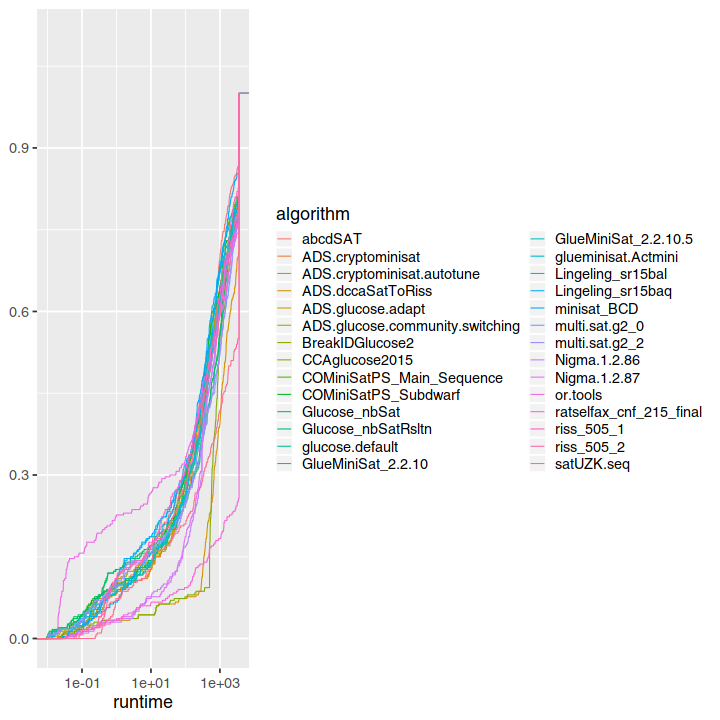 0.9
0.6
0.3
0.0
1e-01 1e+01 1e+03
runtime
algorithm
abcdSAT
ADS.cryptominisat
ADS.cryptominisat.autotune
ADS.dccaSatToRiss
ADS.glucose.adapt
ADS.glucose.community.switching
BreakIDGlucose2
CCAglucose2015
COMiniSatPS_Main_Sequence
COMiniSatPS_Subdwarf
Glucose_nbSat
Glucose_nbSatRsltn
glucose.default
GlueMiniSat_2.2.10
GlueMiniSat_2.2.10.5
glueminisat.Actmini
Lingeling_sr15bal
Lingeling_sr15baq
minisat_BCD
multi.sat.g2_0
multi.sat.g2_2
Nigma.1.2.86
Nigma.1.2.87
or.tools
ratselfax_cnf_215_final
riss_505_1
riss_505_2
satUZK.seq